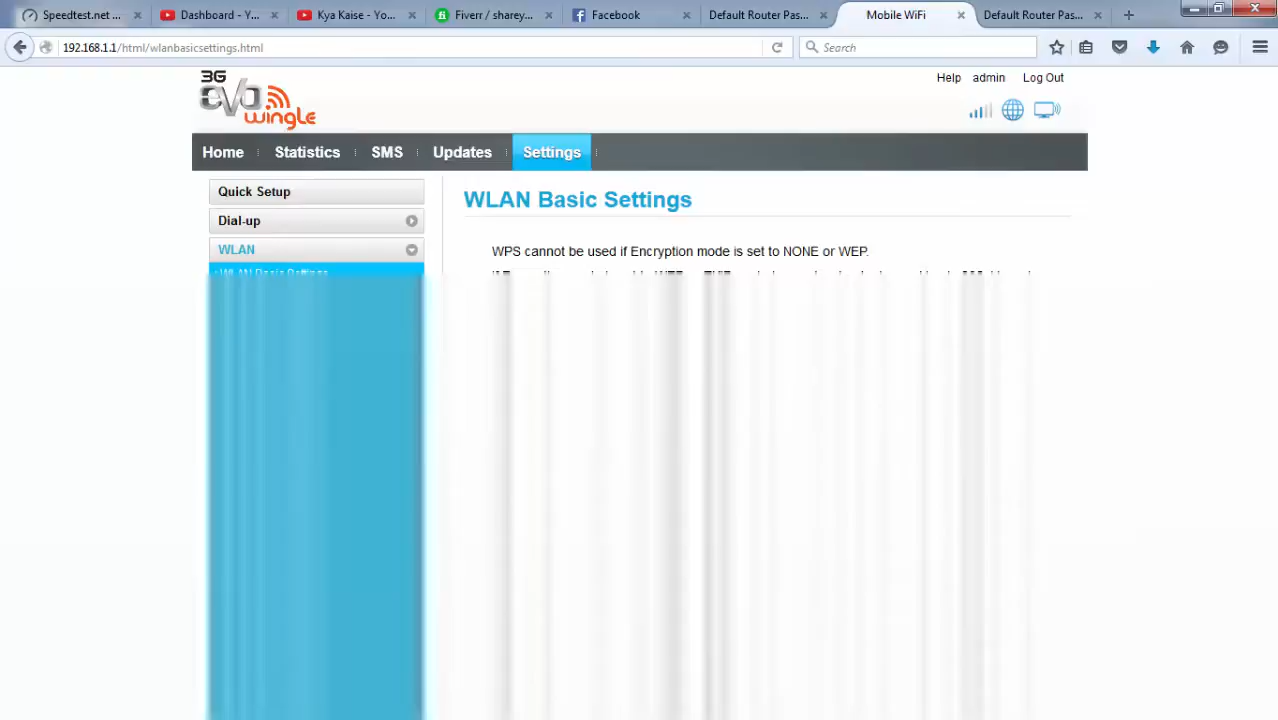 Speedtest.net ...
Dashboard - Y...
Kya Kaise - Yo...
Fiverr / sharey...
Facebook
Default Router Pas...
Mobile WiFi
Default Router Pas...
192.168.1.1/html/wlanbasicsettings.html
Search
3G
evo
wingle
Help admin Log Out
Home
Statistics
SMS
Updates
Settings
Quick Setup
Dial-up
WLAN
WLAN Basic Settings
WLAN Basic Settings
WPS cannot be used if Encryption mode is set to NONE or WEP.